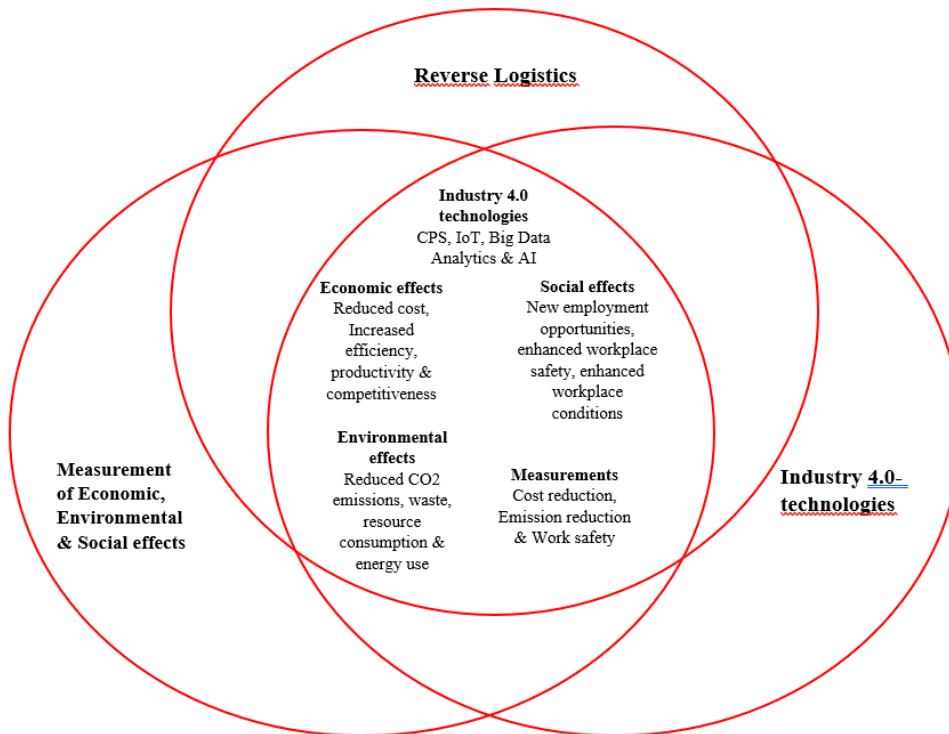 Reverse Logistics
Industry 4.0
technologies
CPS, IoT, Big Data
Analytics & AI
Economic effects
Reduced cost,
Increased
efficiency,
productivity &
competitiveness
Social effects
New employment
opportunities,
enhanced workplace
safety, enhanced
workplace
conditions
Environmental
effects
Reduced CO2
emissions, waste,
resource
consumption &
energy use
Measurements
Cost reduction,
Emission reduction
& Work safety
Measurement
of Economic,
Environmental
& Social effects
Industry 4.0-
technologies